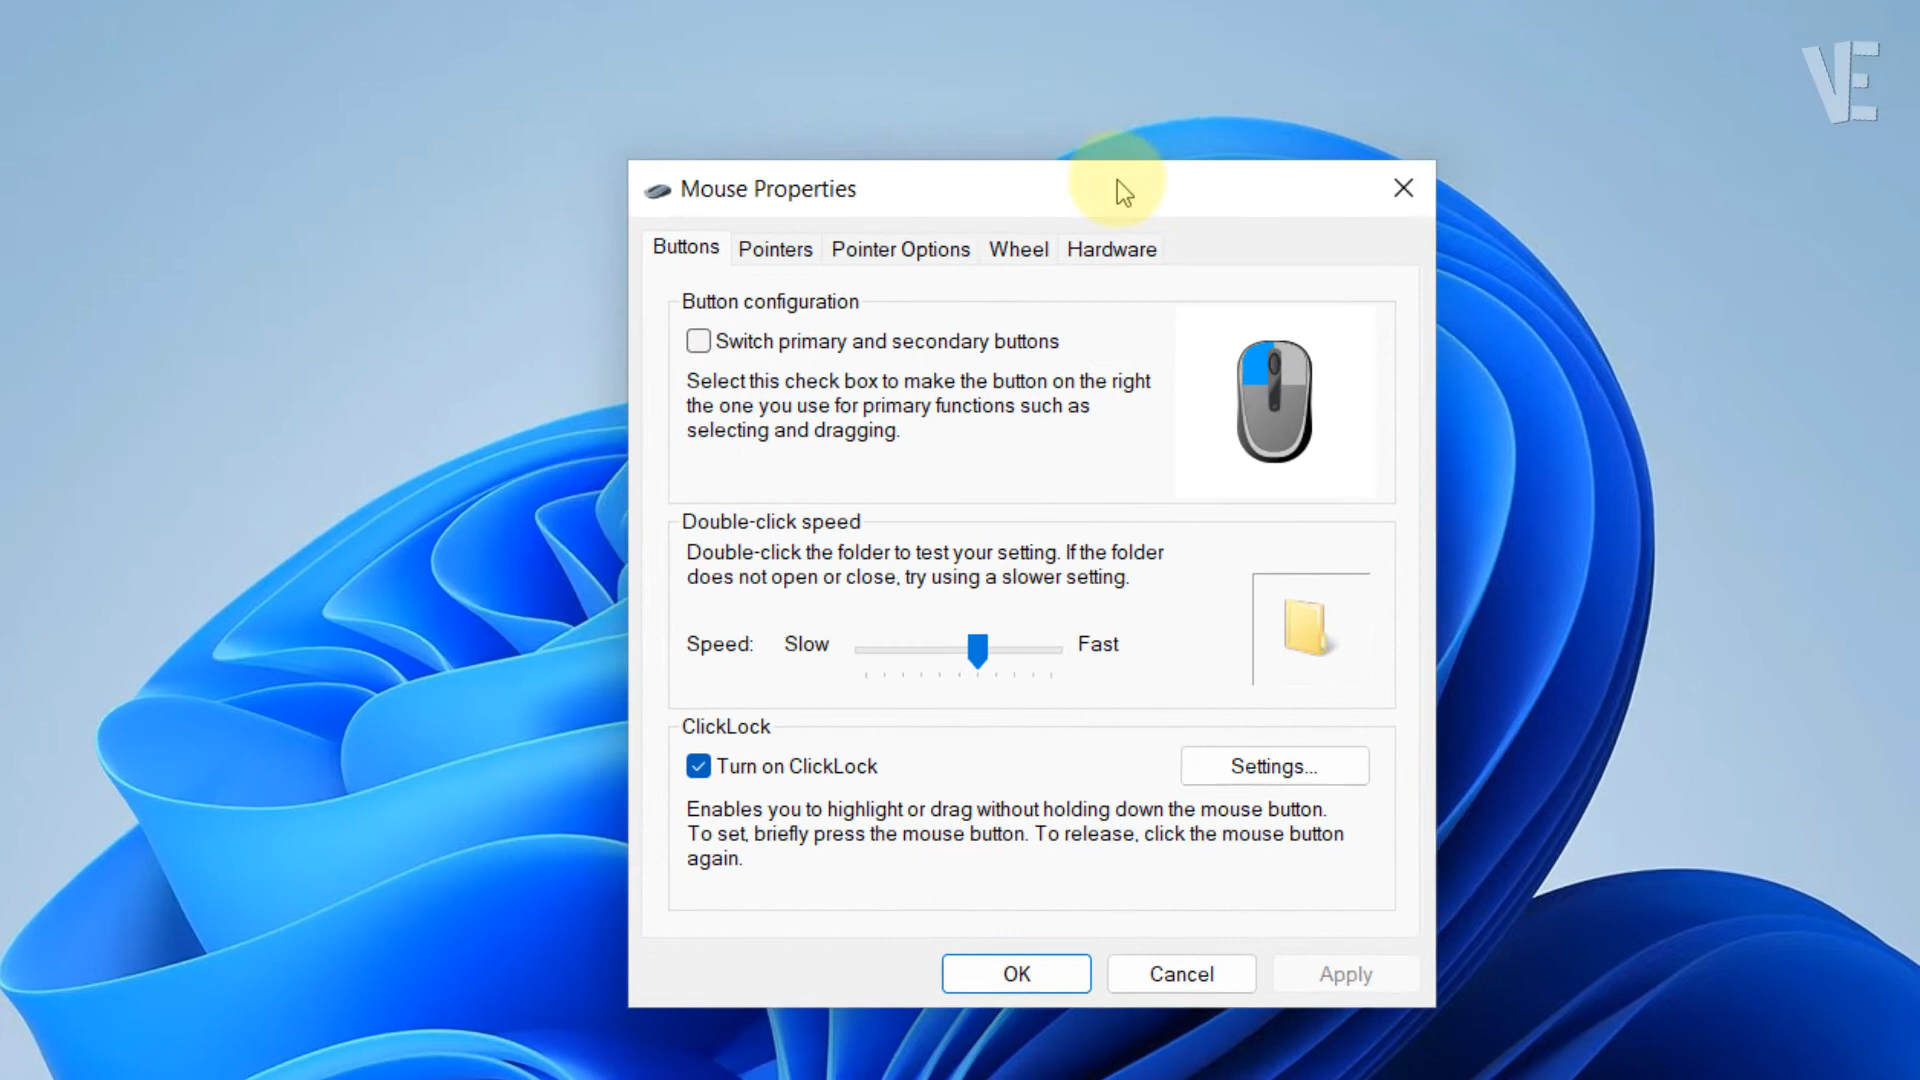 VE
Mouse Properties
Buttons Pointers Pointer Options Wheel Hardware
Button configuration
Switch primary and secondary buttons
Select this check box to make the button on the right
the one you use for primary functions such as
selecting and dragging.
Double-click speed
Double-click the folder to test your setting. If the folder
does not open or close, try using a slower setting.
Speed: Slow Fast
ClickLock
Turn on ClickLock Settings...
Enables you to highlight or drag without holding down the mouse button.
To set, briefly press the mouse button. To release, click the mouse button
again.
OK Cancel Apply